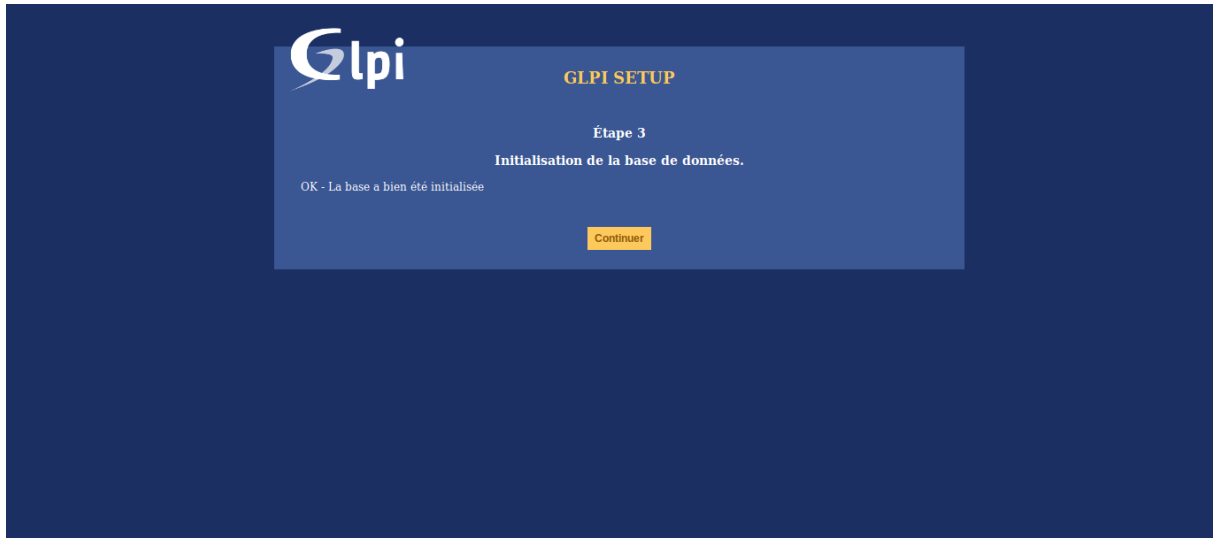 Glpi
GLPI SETUP
Étape 3
Initialisation de la base de données.
OK - La base a bien été initialisée
Continuer